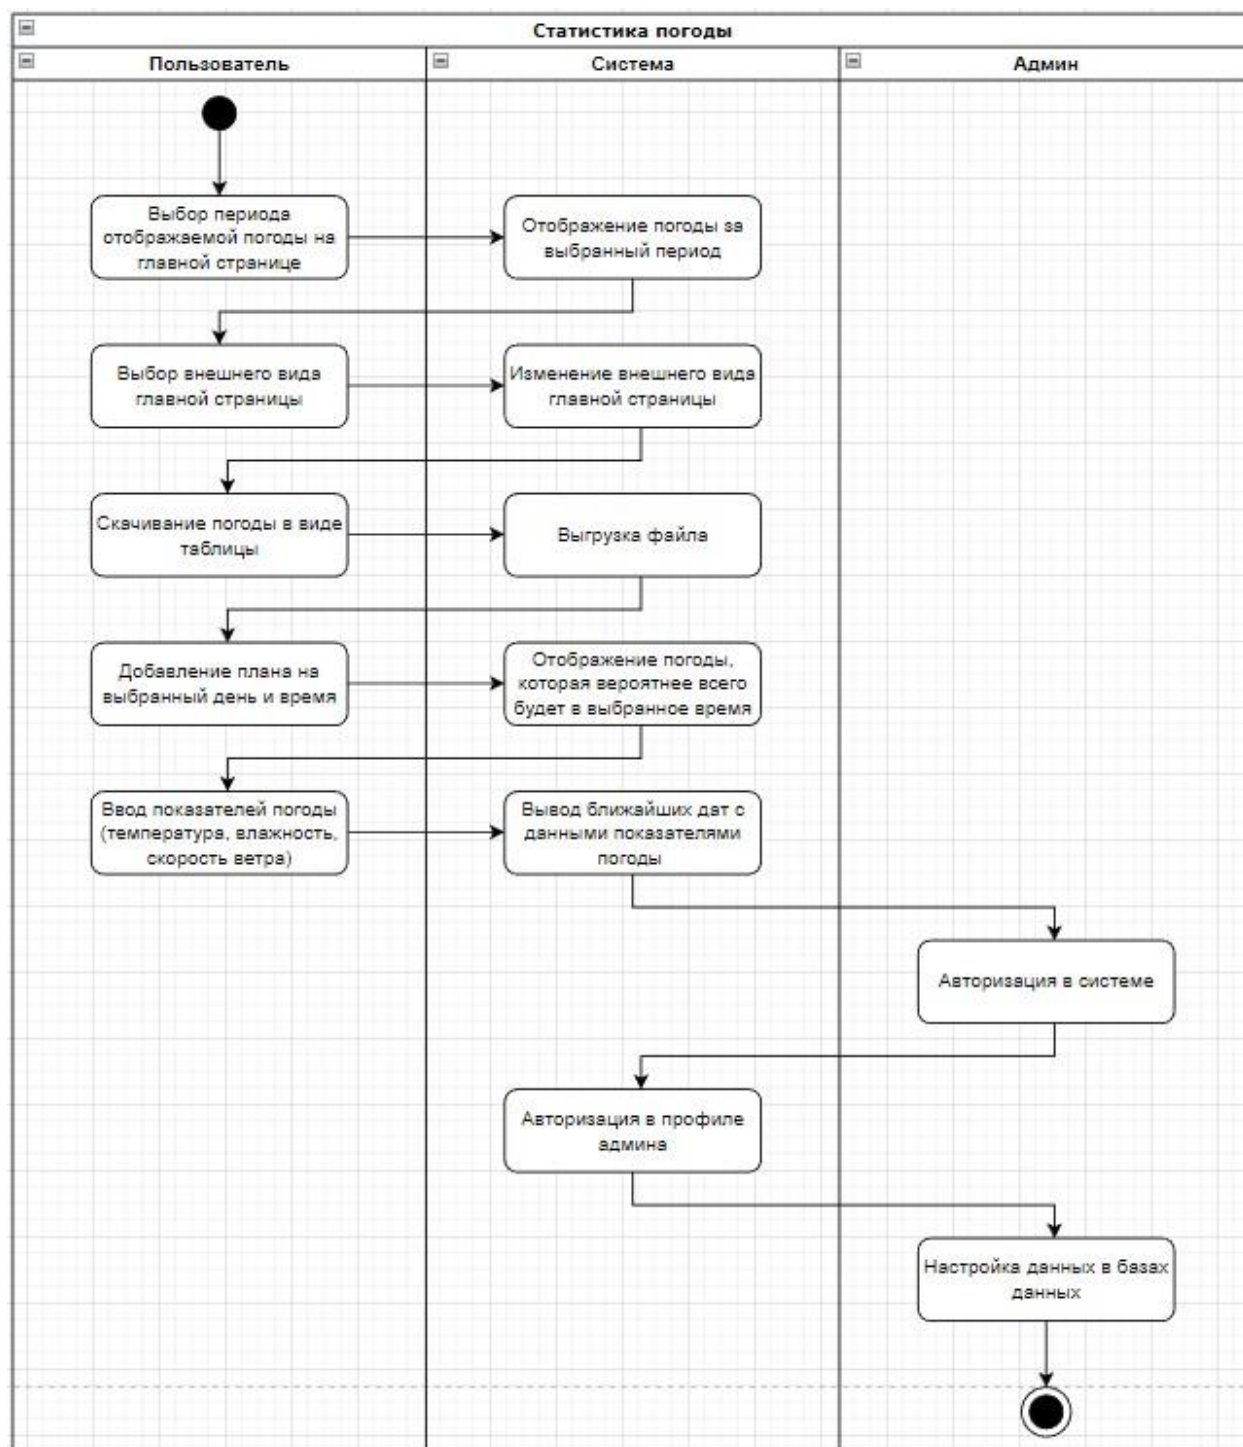 Статистика погоды
Пользователь
Система
Админ
Выбор периода
отображаемой погоды на
главной странице
Отображение погоды за
выбранный период
Выбор внешнего вида
главной страницы
Изменение внешнего вида
главной страницы
Скачивание погоды в виде
таблицы
Выгрузка файла
Добавление плана на
выбранный день и время
Отображение погоды,
которая вероятнее всего
будет в выбранное время
Ввод показателей погоды
(температура, влажность,
скорость ветра)
Вывод ближайших дат с
данными показателями
погоды
Авторизация в системе
Авторизация в профиле
админа
Настройка данных в базах
данных